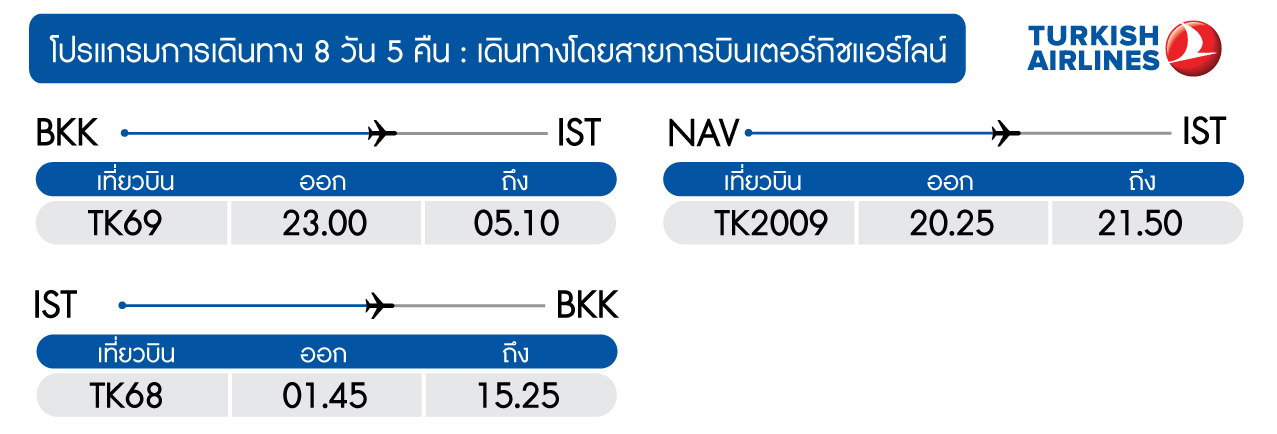 โปรแกรมการเดินทาง 8 วัน 5 คืน : เดินทางโดยสายการบินเตอร์กิชแอร์ไลน์
TURKISH
AIRLINES
BKK IST
เที่ยวบิน ออก ถึง
TK69 23.00 05.10
NAV IST
เที่ยวบิน ออก ถึง
TK2009 20.25 21.50
IST BKK
เที่ยวบิน ออก ถึง
TK68 01.45 15.25